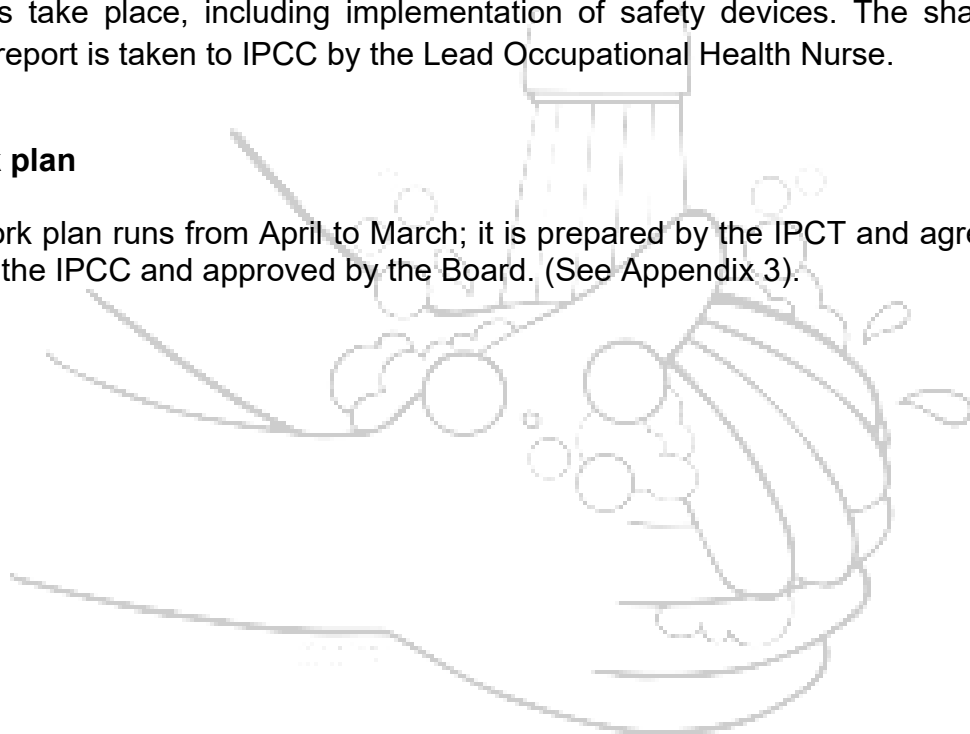 s take place, including implementation of safety devices. The sha
report is taken to IPCC by the Lead Occupational Health Nurse.
plan
ork plan runs from April to March; it is prepared by the IPCT and agre
the IPCC and approved by the Board. (See Appendix 3).